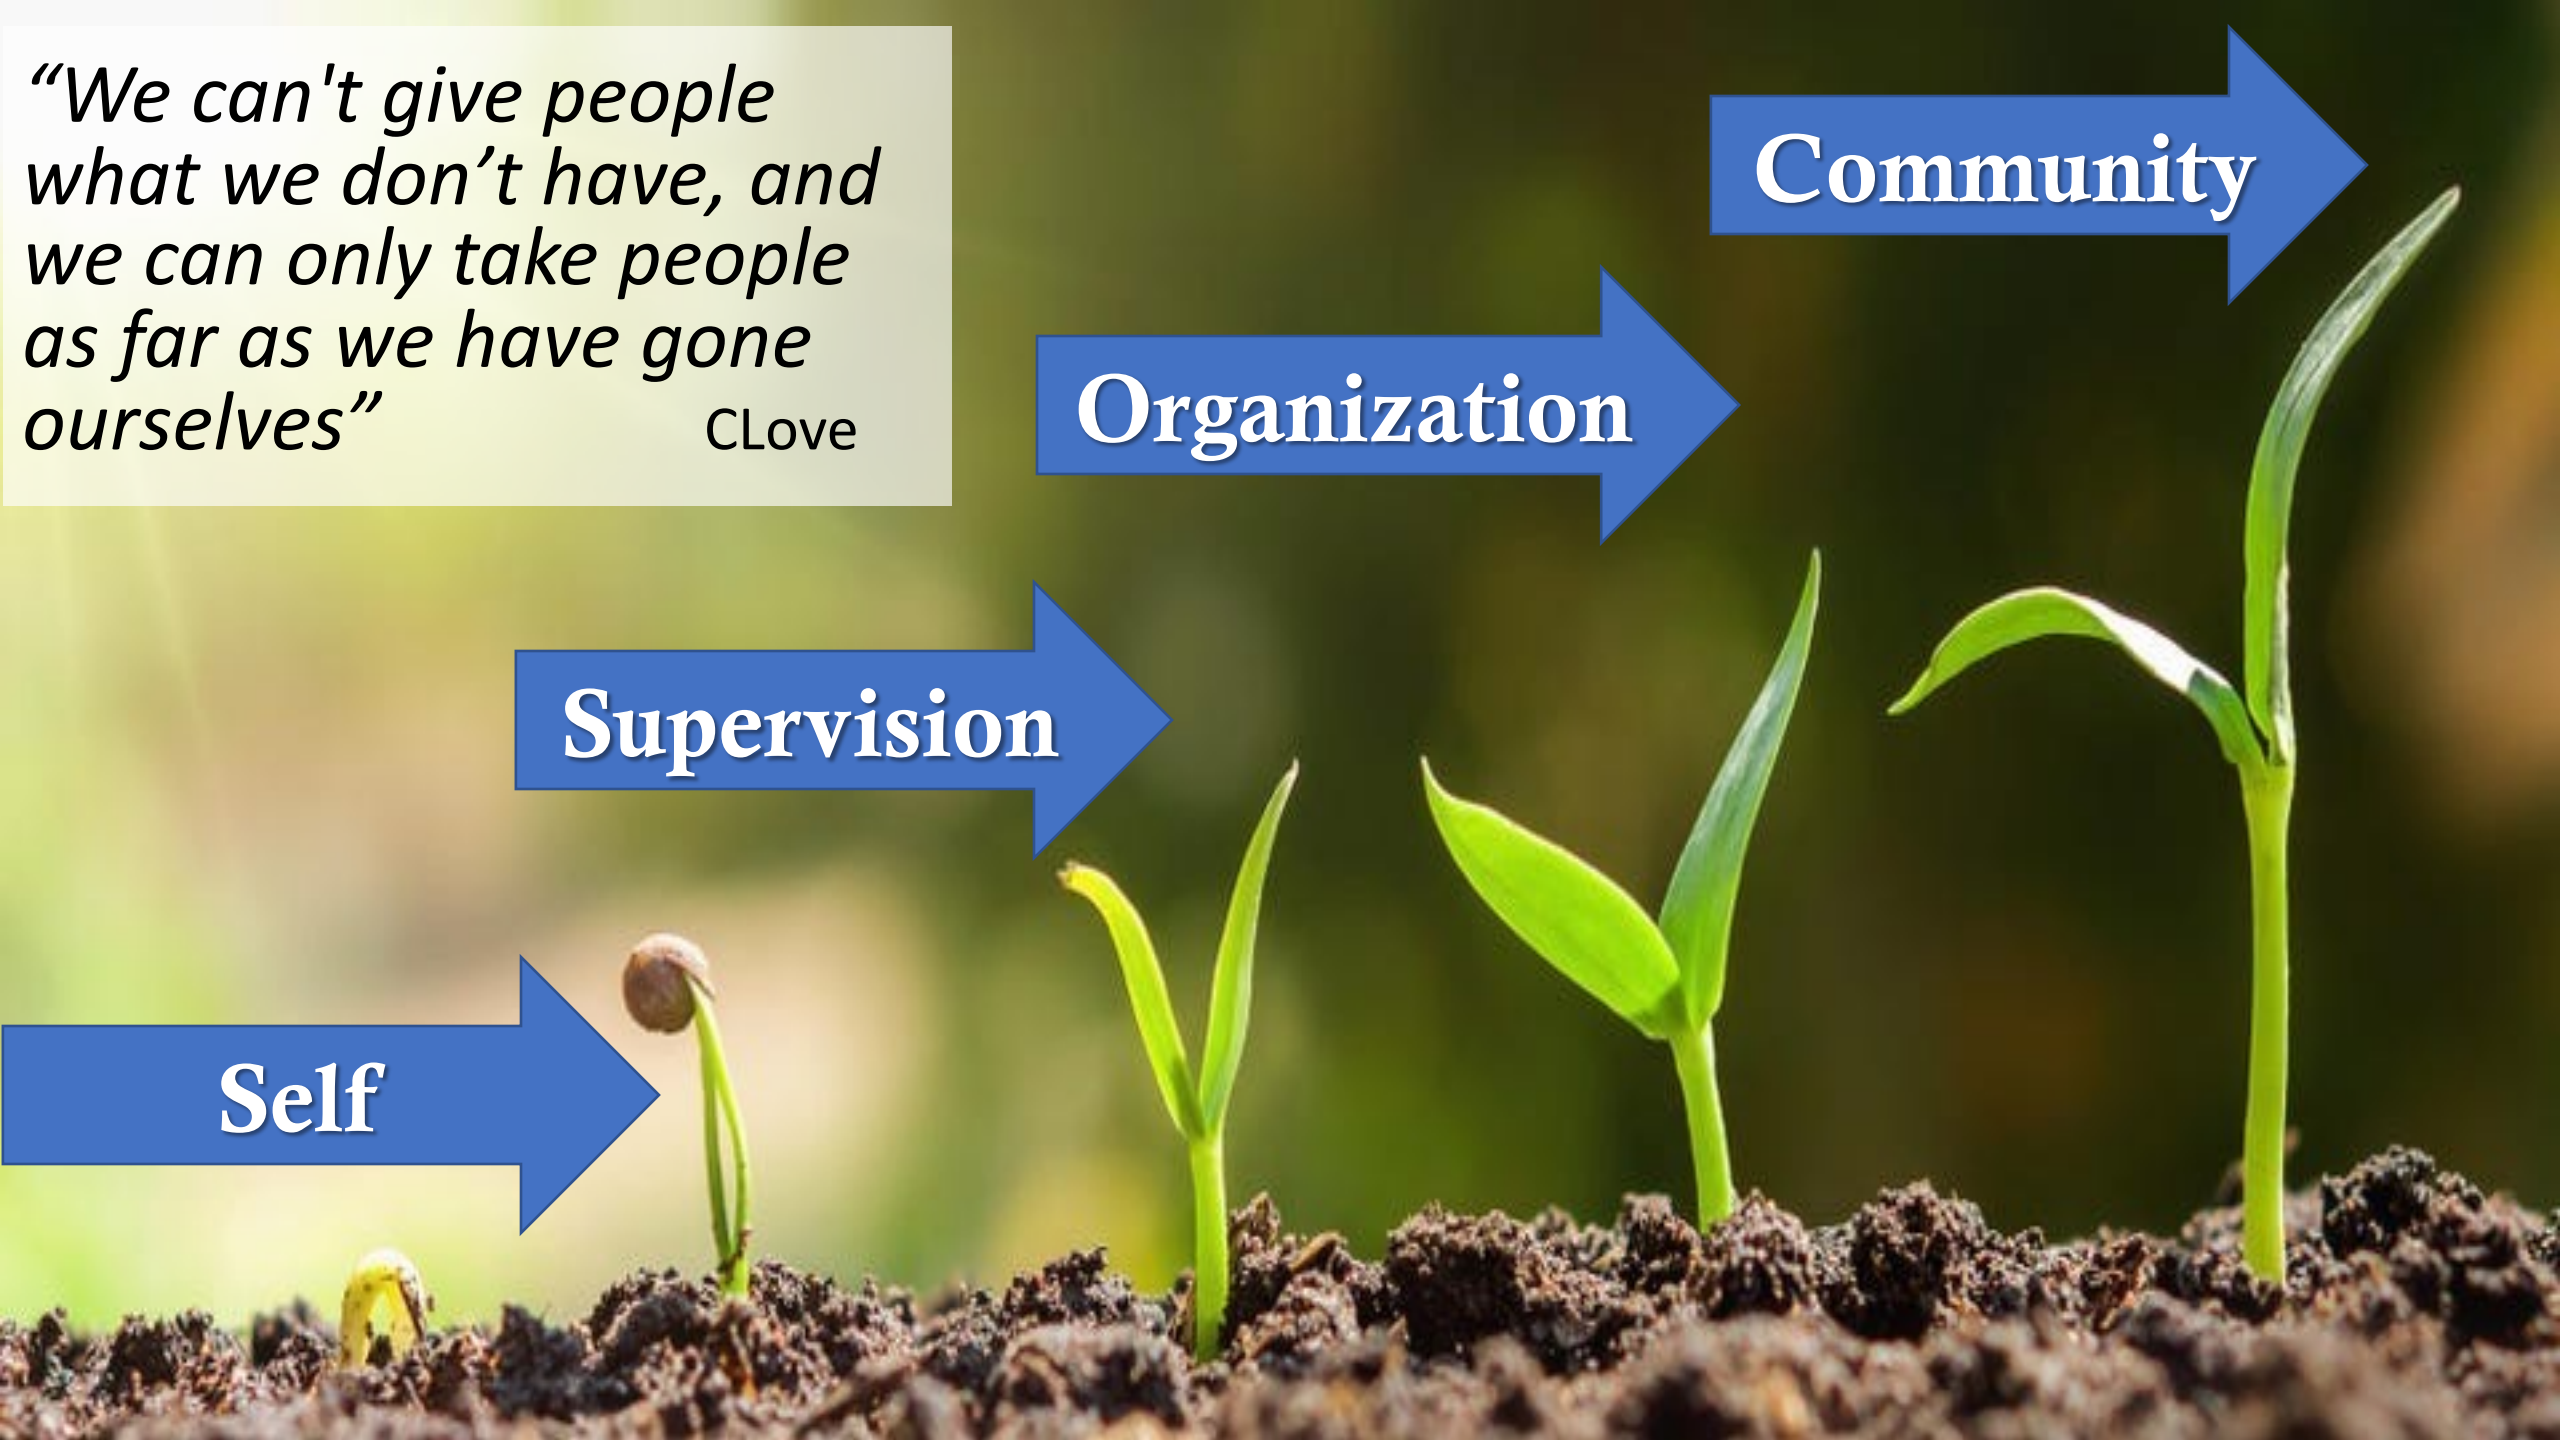 “We can't give people
what we don’t have, and
we can only take people
as far as we have gone
ourselves” CLove
Community
Organization
Supervision
Self